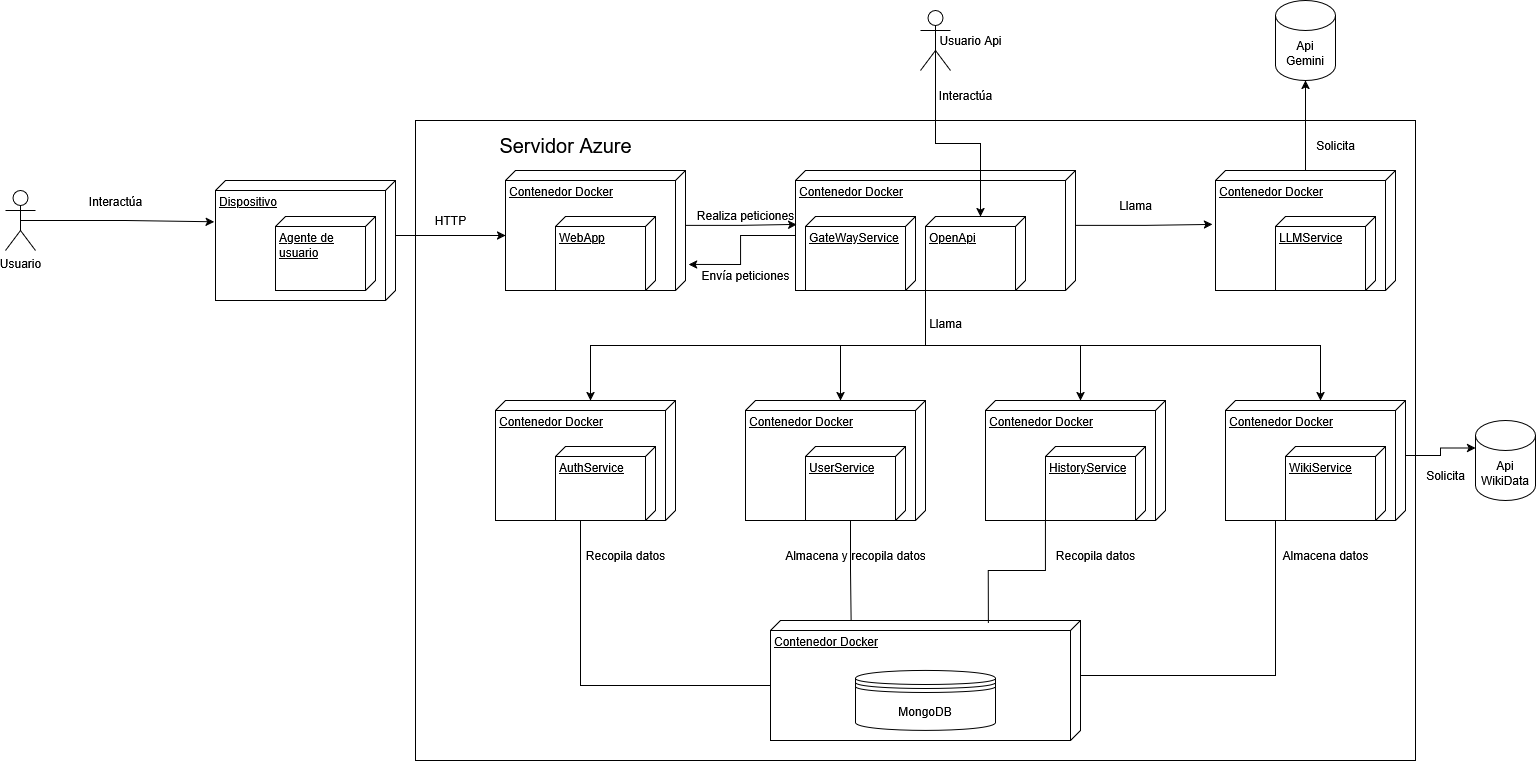 Usuario Api
Api
Gemini
Interactúa
Servidor Azure
Solicita
Interactúa
Usuario
Dispositivo
Agente de
usuario
HTTP
Contenedor Docker
WebApp
Realiza peticiones
Envía peticiones
Contenedor Docker
GateWayService
OpenApi
Llama
Contenedor Docker
LLMService
Llama
Contenedor Docker
AuthService
Contenedor Docker
UserService
Contenedor Docker
HistoryService
Contenedor Docker
WikiService
Solicita
Api
WikiData
Recopila datos
Almacena y recopila datos
Recopila datos
Almacena datos
Contenedor Docker
MongoDB